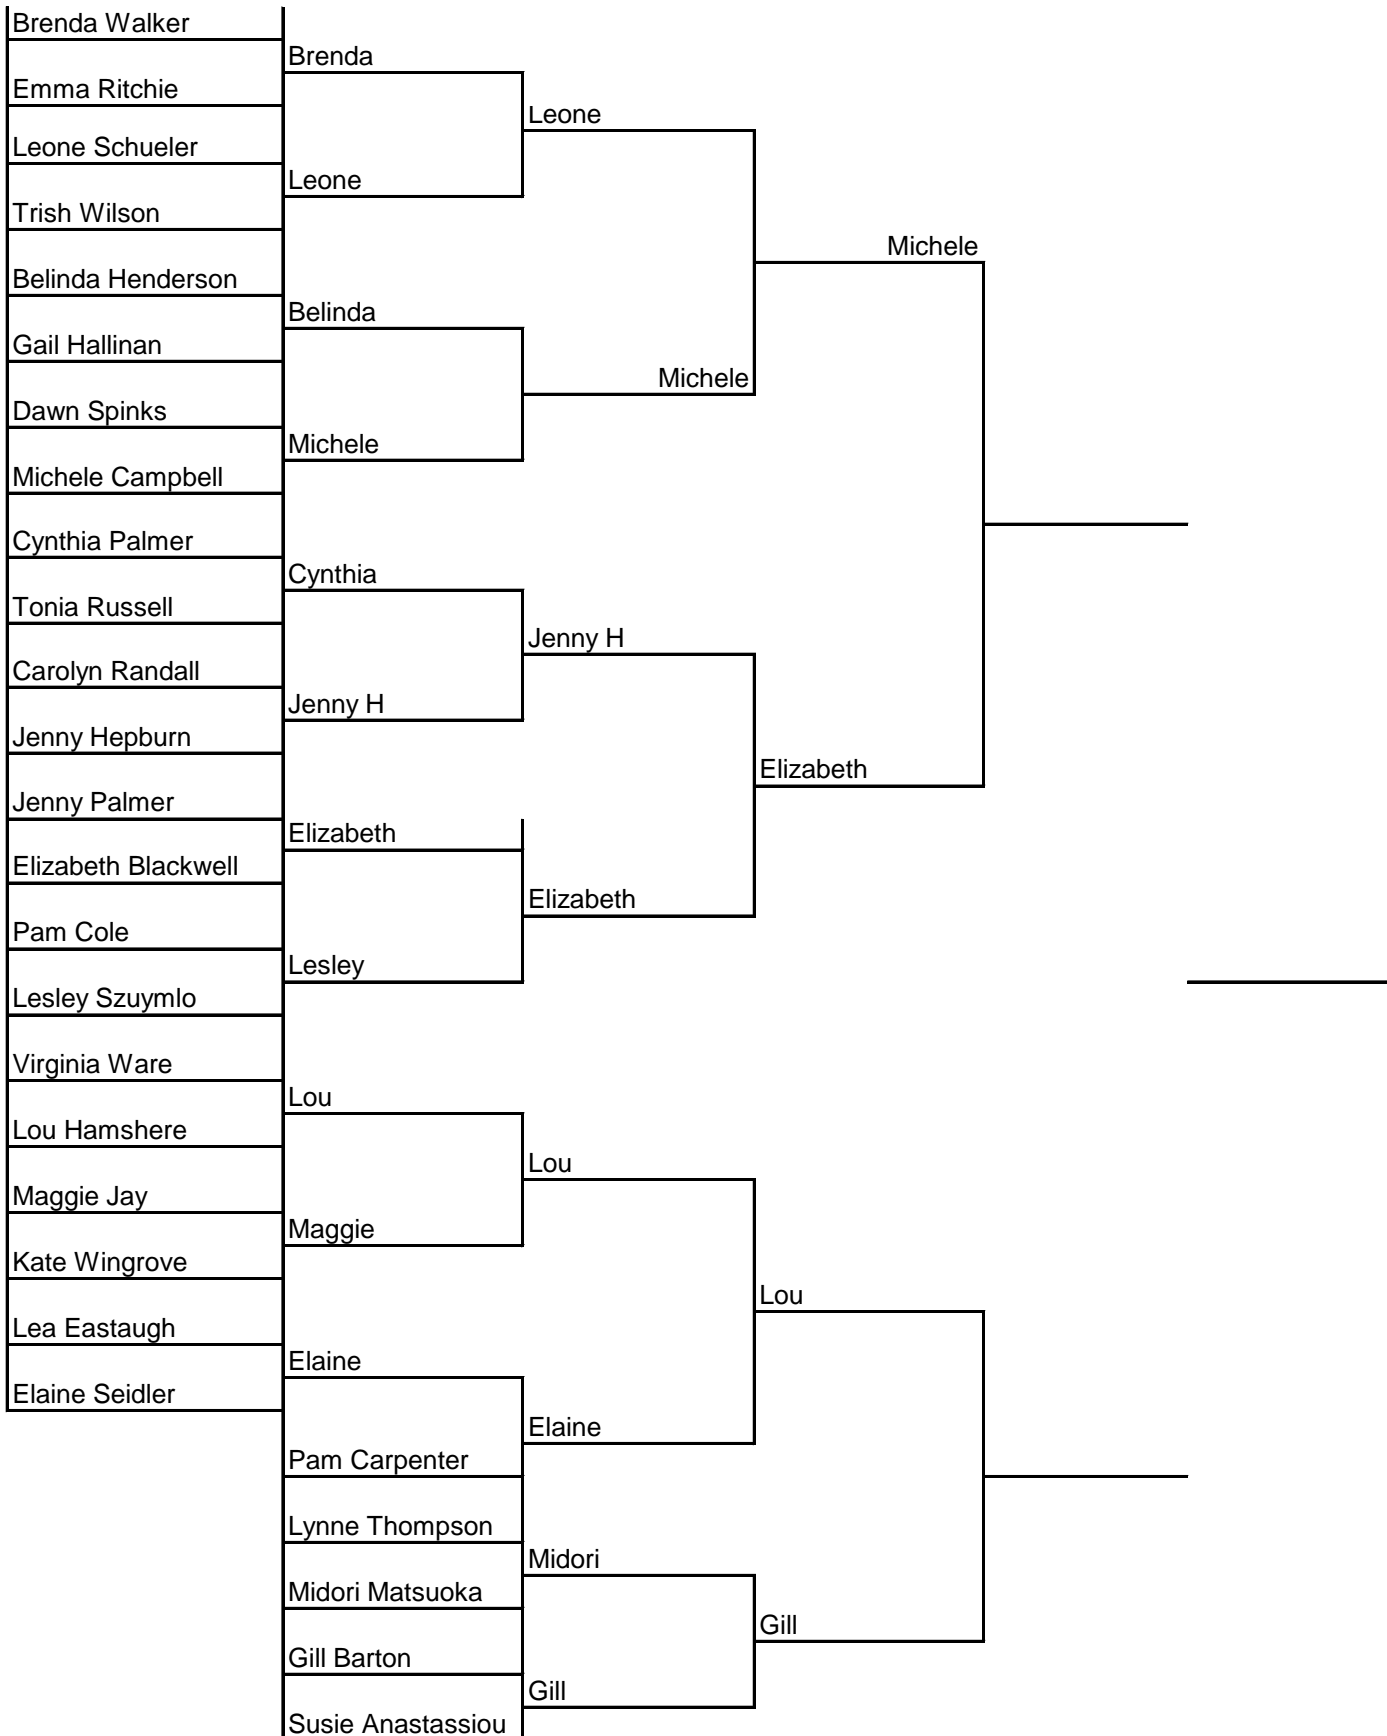 Brenda Walker
Brenda
Emma Ritchie
Leone
Leone Schueler
Leone
Trish Wilson
Michele
Belinda Henderson
Belinda
Gail Hallinan
Michele
Dawn Spinks
Michele
Michele Campbell
Cynthia Palmer
Cynthia
Tonia Russell
Jenny H
Carolyn Randall
Jenny H
Jenny Hepburn
Elizabeth
Jenny Palmer
Elizabeth
Elizabeth Blackwell
Elizabeth
Pam Cole
Lesley
Lesley Szuymlo
Virginia Ware
Lou
Lou Hamshere
Lou
Maggie Jay
Maggie
Kate Wingrove
Lou
Lea Eastaugh
Elaine
Elaine Seidler
Elaine
Pam Carpenter
Lynne Thompson
Midori
Midori Matsuoka
Gill
Gill Barton
Gill
Susie Anastassiou